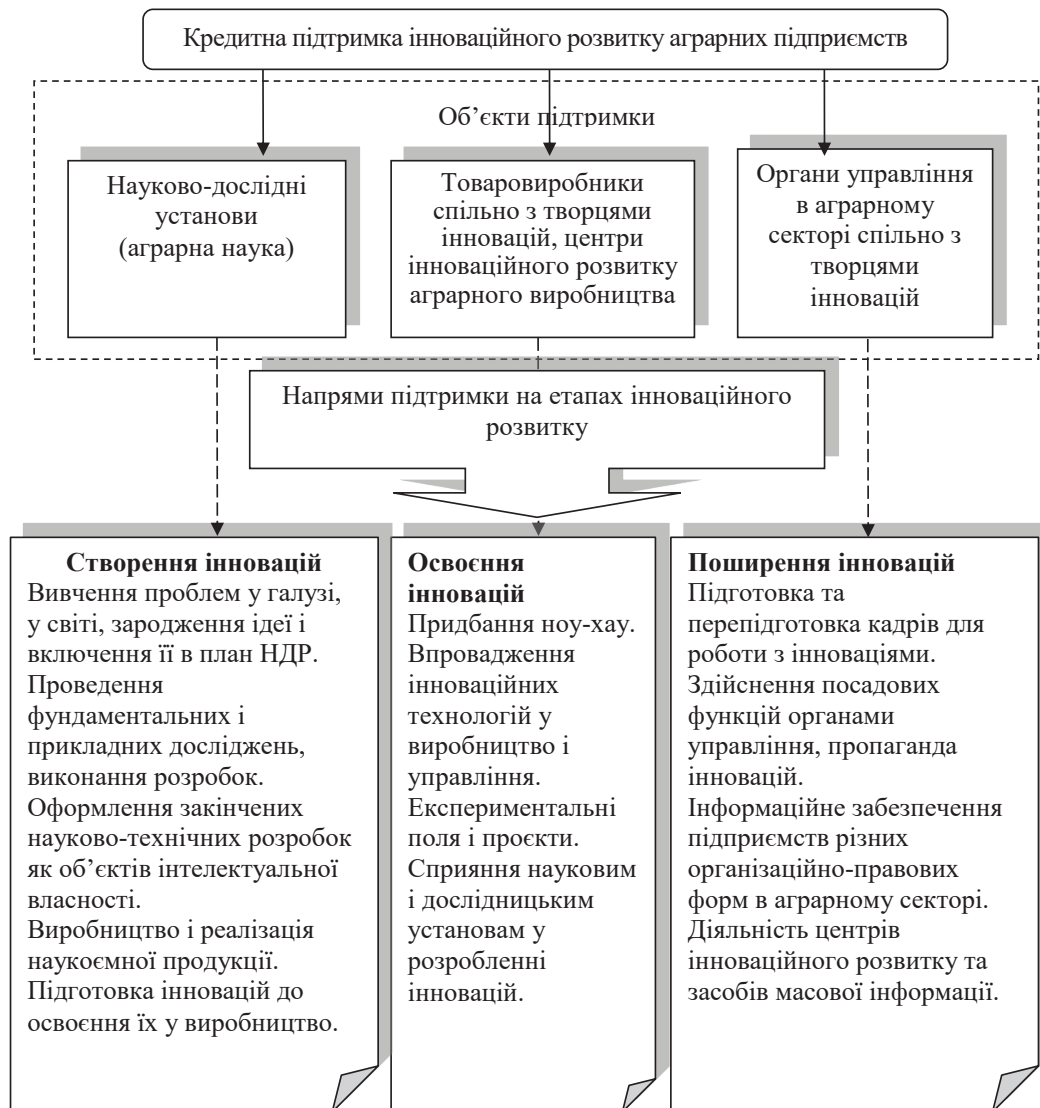 Кредитна підтримка інноваційного розвитку аграрних підприємств
Об’єкти підтримки
Науково-дослідні
установи
(аграрна наука)
Товаровиробники
спільно з творцями
інновацій, центри
інноваційного розвитку
аграрного виробництва
Органи управління
в аграрному
секторі спільно з
творцями
інновацій
Напрями підтримки на етапах інноваційного
розвитку
Створення інновацій
Вивчення проблем у галузі,
у світі, зародження ідеї і
включення її в план НДР.
Проведення
фундаментальних і
прикладних досліджень,
виконання розробок.
Оформлення закінчених
науково-технічних розробок
як об’єктів інтелектуальної
власності.
Виробництво і реалізація
наукоємної продукції.
Підготовка інновацій до
освоєння їх у виробництво.
Освоєння
інновацій
Придбання ноу-хау.
Впровадження
інноваційних
технологій у
виробництво і
управління.
Експериментальні
поля і проєкти.
Сприяння науковим
і дослідницьким
установам у
розробленні
інновацій.
Поширення інновацій
Підготовка та
перепідготовка кадрів для
роботи з інноваціями.
Здійснення посадових
функцій органами
управління, пропаганда
інновацій.
Інформаційне забезпечення
підприємств різних
організаційно-правових
форм в аграрному секторі.
Діяльність центрів
інноваційного розвитку та
засобів масової інформації.